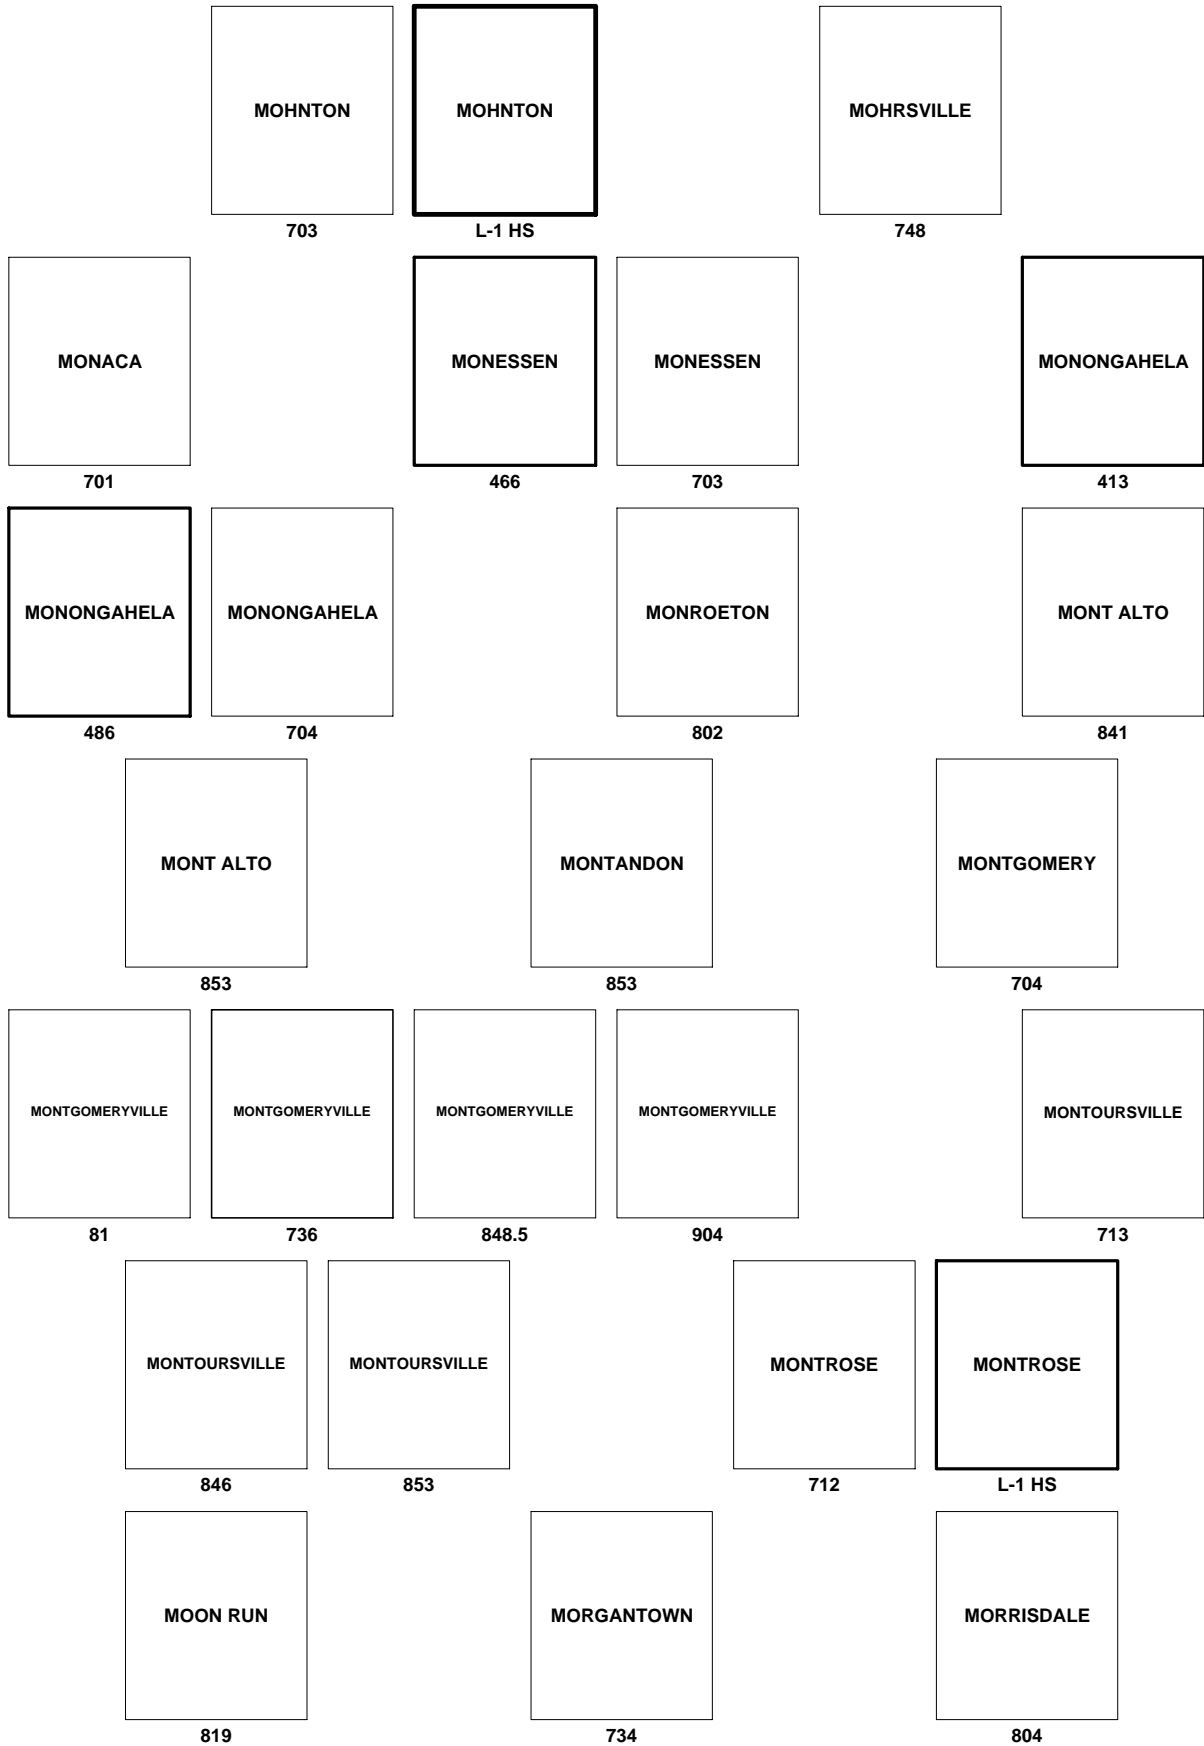 MOHNTON MOHNTON MOHRSVILLE
703 L-1 HS 748
MONACA MONESSEN MONESSEN MONONGAHELA
701 466 703 413
MONONGAHELA MONONGAHELA MONROETON MONT ALTO
486 704 802 841
MONT ALTO MONTANDON MONTGOMERY
853 853 704
MONTGOMERYVILLE MONTGOMERYVILLE MONTGOMERYVILLE MONTGOMERYVILLE MONTOURSVILLE
81 736 848.5 904 713
MONTOURSVILLE MONTOURSVILLE MONTROSE MONTROSE
846 853 712 L-1 HS
MOON RUN MORGANTOWN MORRISDALE
819 734 804